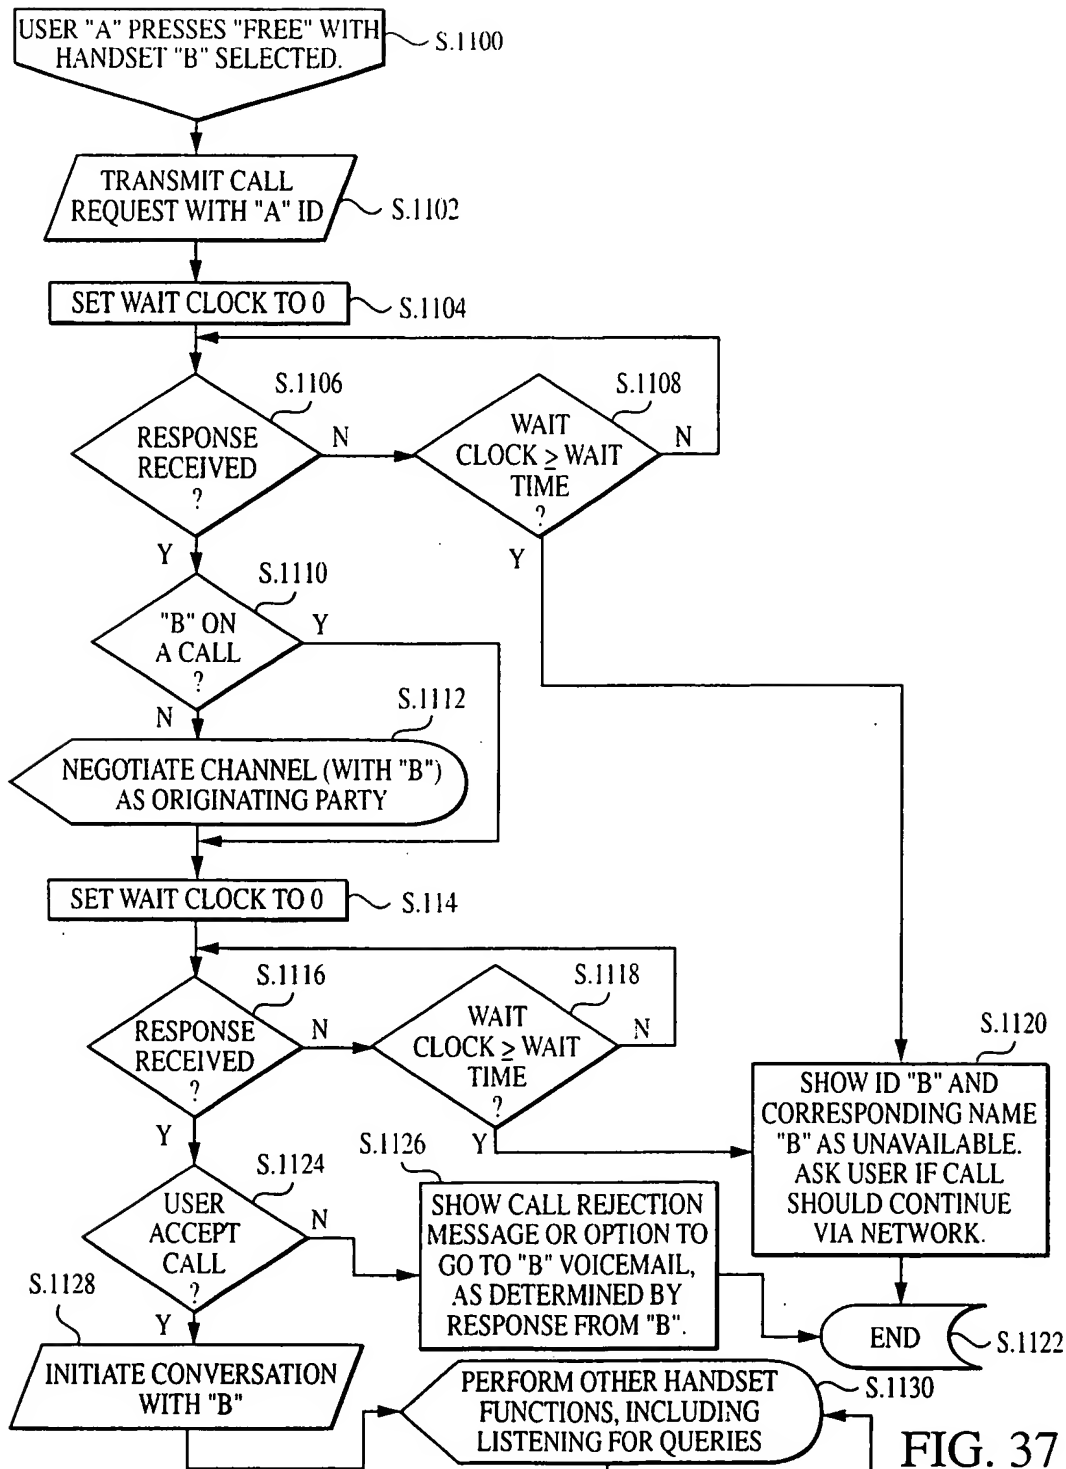 USER "A" PRESSES "FREE" WITH
HANDSET "B" SELECTED.
S.1100
TRANSMIT CALL
REQUEST WITH "A" ID
S.1102
SET WAIT CLOCK TO 0
S.1104
S.1106
RESPONSE
RECEIVED
?
N
Y
S.1108
WAIT
CLOCK ≥ WAIT
TIME
?
N
Y
S.1110
"B" ON
A CALL
?
Y
N
S.1112
NEGOTIATE CHANNEL (WITH "B")
AS ORIGINATING PARTY
SET WAIT CLOCK TO 0
S.114
S.1116
RESPONSE
RECEIVED
?
N
Y
S.1118
WAIT
CLOCK ≥ WAIT
TIME
?
N
Y
S.1120
SHOW ID "B" AND
CORRESPONDING NAME
"B" AS UNAVAILABLE.
ASK USER IF CALL
SHOULD CONTINUE
VIA NETWORK.
S.1124
USER
ACCEPT
CALL
?
N
Y
S.1126
SHOW CALL REJECTION
MESSAGE OR OPTION TO
GO TO "B" VOICEMAIL,
AS DETERMINED BY
RESPONSE FROM "B".
END
S.1122
S.1128
INITIATE CONVERSATION
WITH "B"
PERFORM OTHER HANDSET
FUNCTIONS, INCLUDING
LISTENING FOR QUERIES
S.1130
FIG. 37